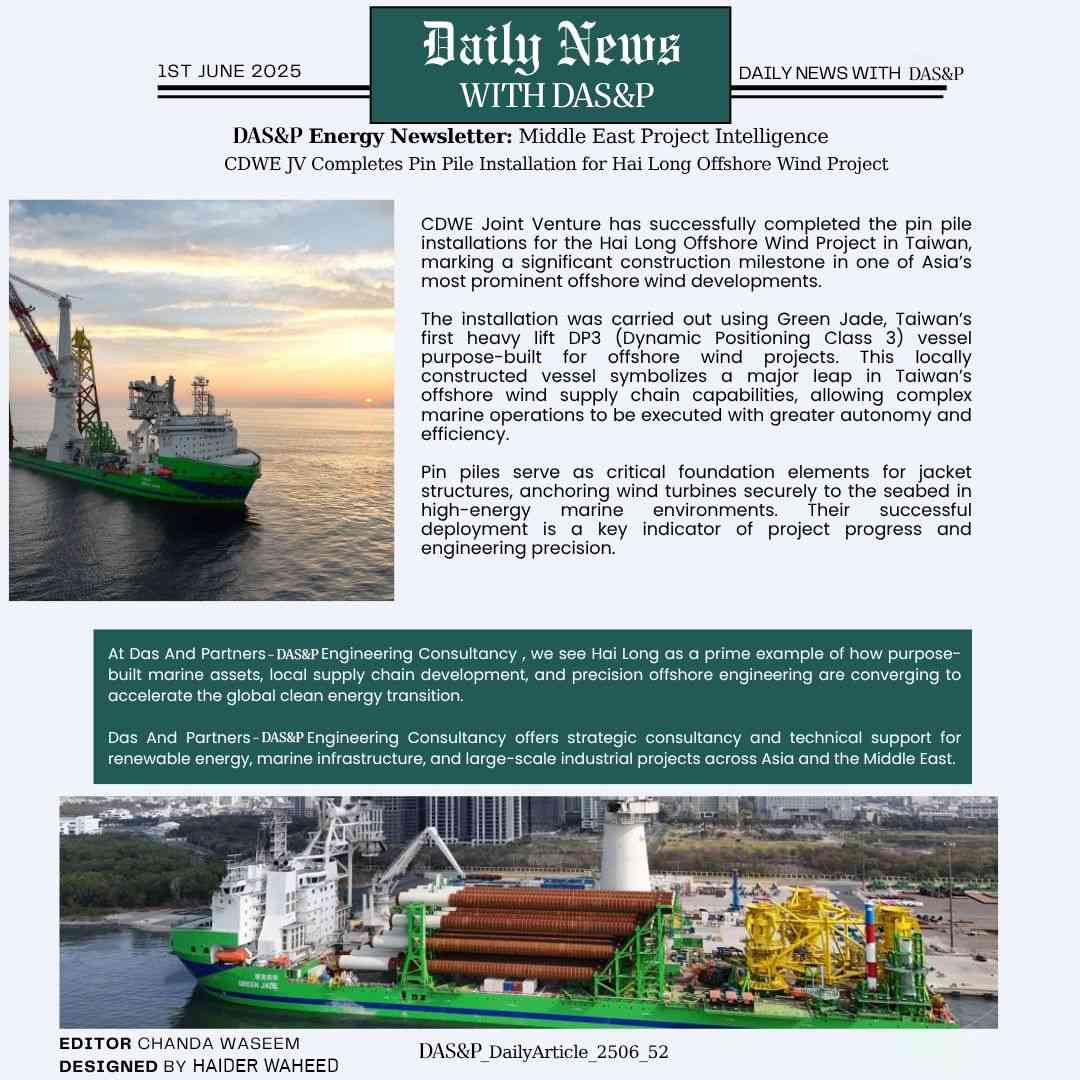 Daily News
WITH DAS&P
1ST JUNE 2025
DAILY NEWS WITH DAS&P
DAS&P Energy Newsletter: Middle East Project Intelligence
CDWE JV Completes Pin Pile Installation for Hai Long Offshore Wind Project
CDWE Joint Venture has successfully completed the pin pile
installations for the Hai Long Offshore Wind Project in Taiwan,
marking a significant construction milestone in one of Asia’s
most prominent offshore wind developments.
The installation was carried out using Green Jade, Taiwan’s
first heavy lift DP3 (Dynamic Positioning Class 3) vessel
purpose-built for offshore wind projects. This locally
constructed vessel symbolizes a major leap in Taiwan’s
offshore wind supply chain capabilities, allowing complex
marine operations to be executed with greater autonomy and
efficiency.
Pin piles serve as critical foundation elements for jacket
structures, anchoring wind turbines securely to the seabed in
high-energy marine environments. Their successful
deployment is a key indicator of project progress and
engineering precision.
At Das And Partners-DAS&P Engineering Consultancy , we see Hai Long as a prime example of how purpose-
built marine assets, local supply chain development, and precision offshore engineering are converging to
accelerate the global clean energy transition.
Das And Partners-DAS&P Engineering Consultancy offers strategic consultancy and technical support for
renewable energy, marine infrastructure, and large-scale industrial projects across Asia and the Middle East.
GREEN JADE
EDITOR CHANDA WASEEM
DESIGNED BY HAIDER WAHEED
DAS&P_DailyArticle_2506_52